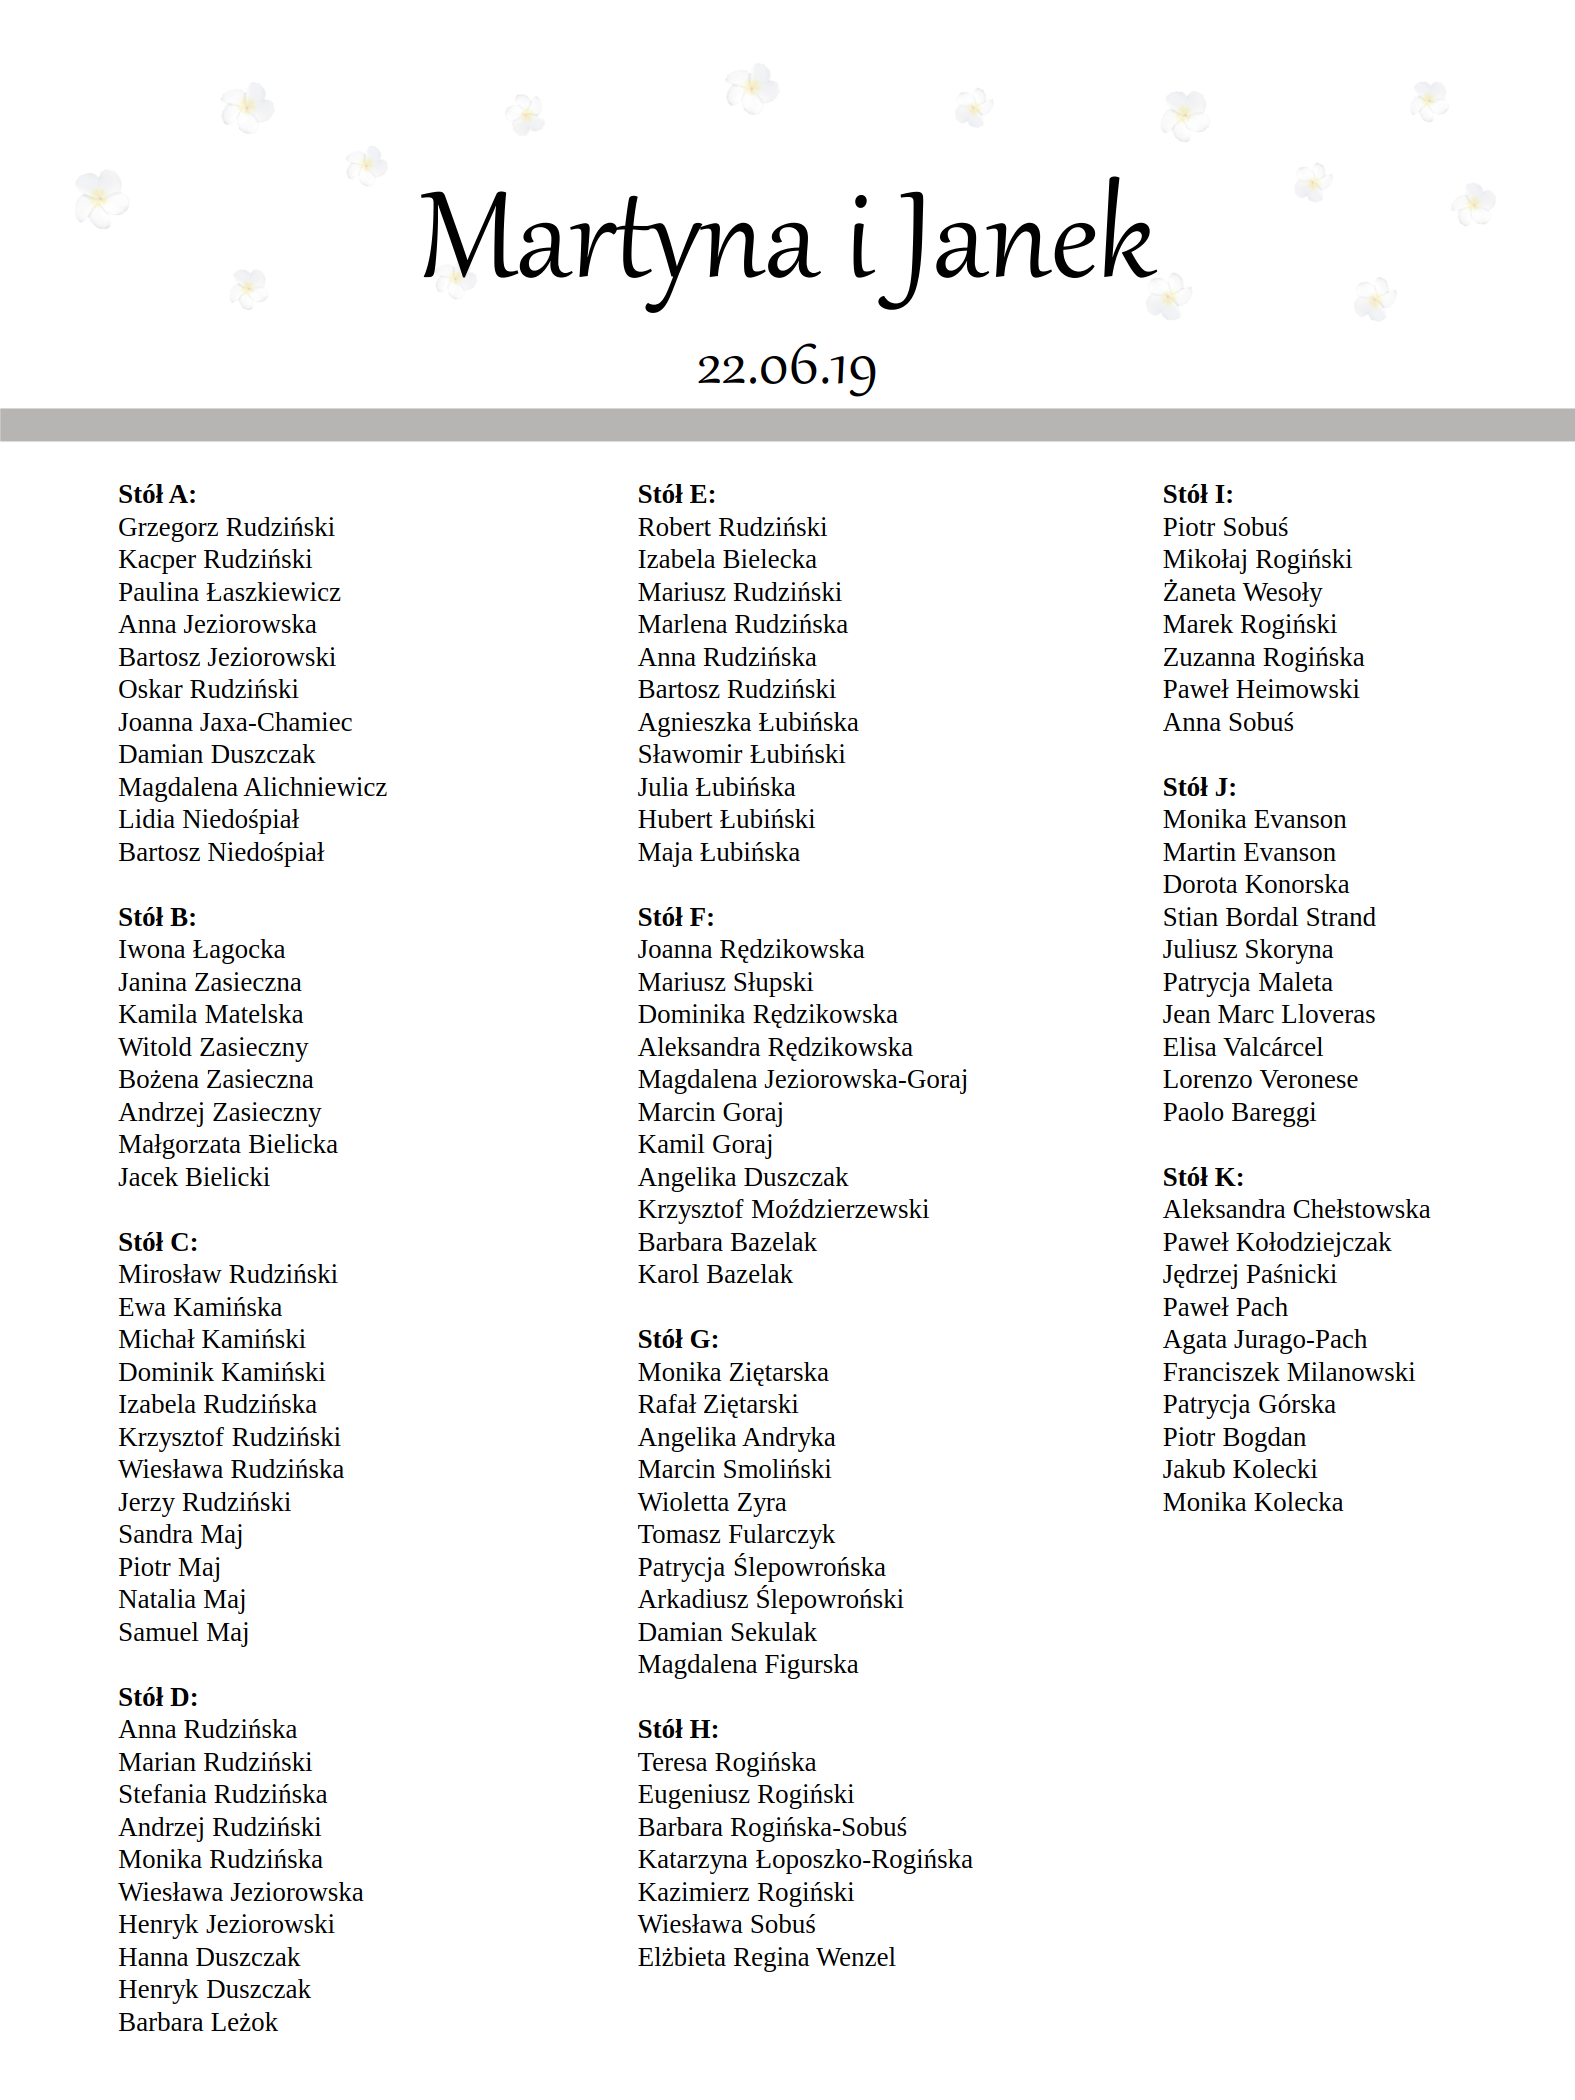 Martyna i Janek
22.06.19
Stół A:
Grzegorz Rudziński
Kacper Rudziński
Paulina Łaszkiewicz
Anna Jeziorowska
Bartosz Jeziorowski
Oskar Rudziński
Joanna Jaxa-Chamiec
Damian Duszczak
Magdalena Alichniewicz
Lidia Niedośpiał
Bartosz Niedośpiał
Stół B:
Iwona Łagocka
Janina Zasieczna
Kamila Matelska
Witold Zasieczny
Bożena Zasieczna
Andrzej Zasieczny
Małgorzata Bielicka
Jacek Bielicki
Stół C:
Mirosław Rudziński
Ewa Kamińska
Michał Kamiński
Dominik Kamiński
Izabela Rudzińska
Krzysztof Rudziński
Wiesława Rudzińska
Jerzy Rudziński
Sandra Maj
Piotr Maj
Natalia Maj
Samuel Maj
Stół D:
Anna Rudzińska
Marian Rudziński
Stefania Rudzińska
Andrzej Rudziński
Monika Rudzińska
Wiesława Jeziorowska
Henryk Jeziorowski
Hanna Duszczak
Henryk Duszczak
Barbara Leżok
Stół E:
Robert Rudziński
Izabela Bielecka
Mariusz Rudziński
Marlena Rudzińska
Anna Rudzińska
Bartosz Rudziński
Agnieszka Łubińska
Sławomir Łubiński
Julia Łubińska
Hubert Łubiński
Maja Łubińska
Stół F:
Joanna Rędzikowska
Mariusz Słupski
Dominika Rędzikowska
Aleksandra Rędzikowska
Magdalena Jeziorowska-Goraj
Marcin Goraj
Kamil Goraj
Angelika Duszczak
Krzysztof Moździerzewski
Barbara Bazelak
Karol Bazelak
Stół G:
Monika Ziętarska
Rafał Ziętarski
Angelika Andryka
Marcin Smoliński
Wioletta Zyra
Tomasz Fularczyk
Patrycja Ślepowrońska
Arkadiusz Ślepowroński
Damian Sekulak
Magdalena Figurska
Stół H:
Teresa Rogińska
Eugeniusz Rogiński
Barbara Rogińska-Sobuś
Katarzyna Łoposzko-Rogińska
Kazimierz Rogiński
Wiesława Sobuś
Elżbieta Regina Wenzel
Stół I:
Piotr Sobuś
Mikołaj Rogiński
Żaneta Wesoły
Marek Rogiński
Zuzanna Rogińska
Paweł Heimowski
Anna Sobuś
Stół J:
Monika Evanson
Martin Evanson
Dorota Konorska
Stian Bordal Strand
Juliusz Skoryna
Patrycja Maleta
Jean Marc Lloveras
Elisa Valcárcel
Lorenzo Veronese
Paolo Bareggi
Stół K:
Aleksandra Chełstowska
Paweł Kołodziejczak
Jędrzej Paśnicki
Paweł Pach
Agata Jurago-Pach
Franciszek Milanowski
Patrycja Górska
Piotr Bogdan
Jakub Kolecki
Monika Kolecka